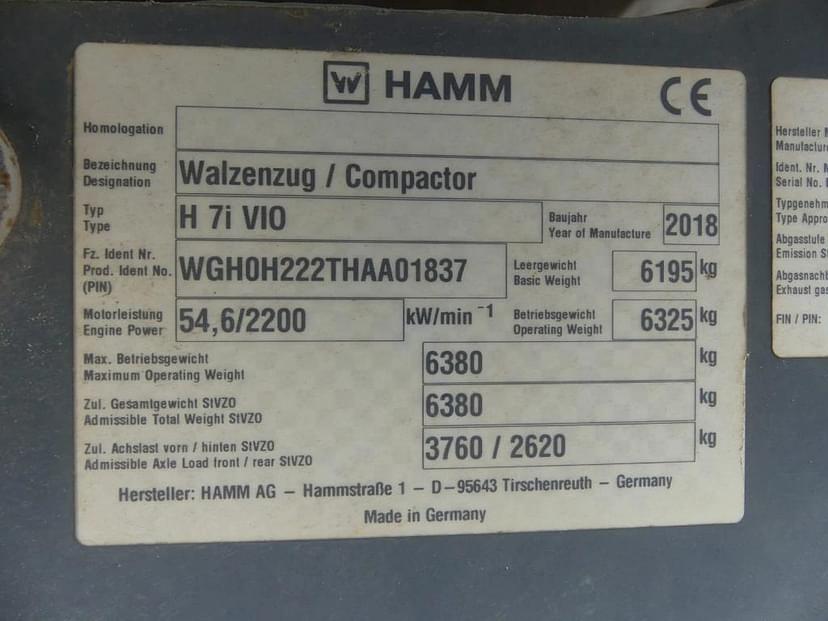 HAMM
CE
Homologation
Bezeichnung
Designation
Walzenzug / Compactor
Typ
Type
H 7i VIO
Baujahr
Year of Manufacture
2018
Fz. Ident Nr.
Prod. Ident No.
(PIN)
WGH0H222THAA01837
Leergewicht
Basic Weight
6195 kg
Motorleistung
Engine Power
54,6/2200 kW/min⁻¹
Betriebsgewicht
Operating Weight
6325 kg
Max. Betriebsgewicht
Maximum Operating Weight
6380 kg
Zul. Gesamtgewicht StVZO
Admissible Total Weight StVZO
6380 kg
Zul. Achslast vorn / hinten StVZO
Admissible Axle Load front / rear StVZO
3760 / 2620 kg
Hersteller: HAMM AG – Hammstraße 1 – D–95643 Tirschenreuth – Germany
Made in Germany
Hersteller
Ident. Nr.
Serial No.
Abgasstufe
FIN / PIN: